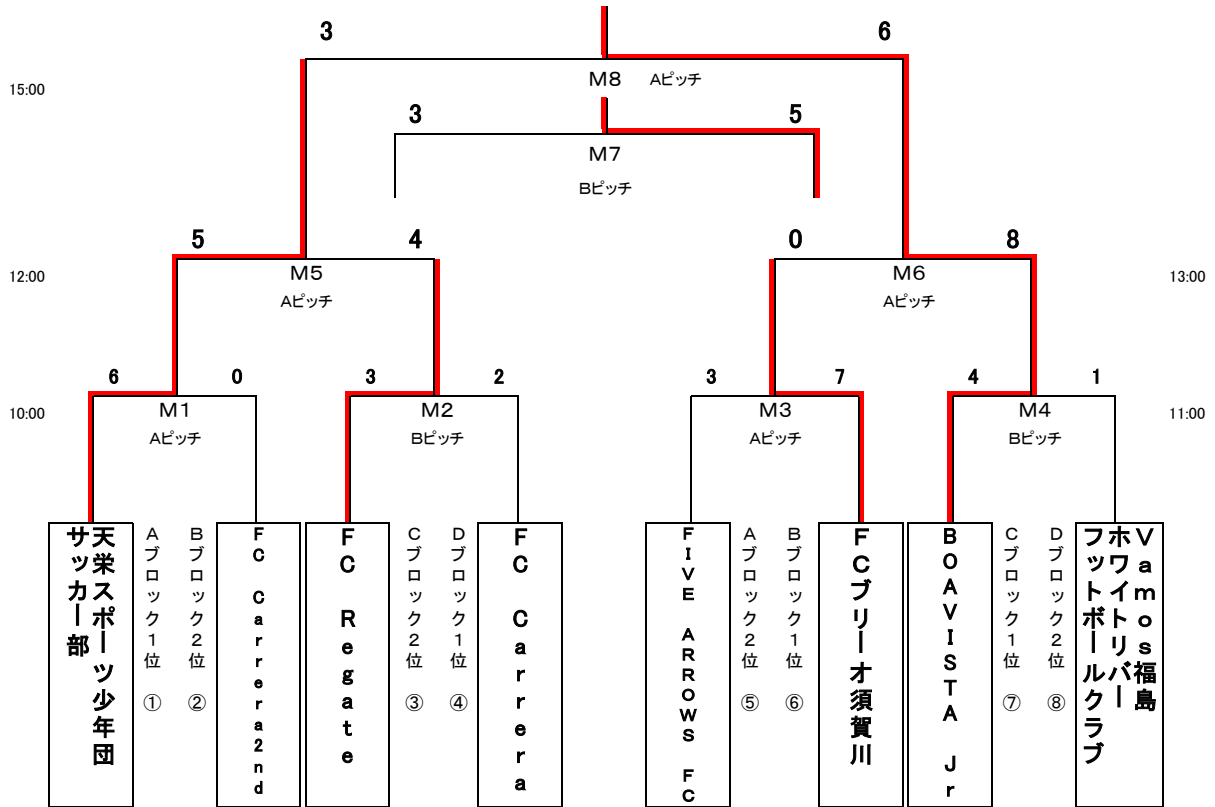 3
6
15:00
M8 Aピッチ
3
5
M7
Bピッチ
5
4
0
8
12:00
M5
Aピッチ
M6
Aピッチ
13:00
6
0
3
2
3
7
4
1
10:00
M1
Aピッチ
M2
Bピッチ
M3
Aピッチ
M4
Bピッチ
11:00
天栄スポーツ少年団
サッカー部
Aブロック1位 ①
Bブロック2位 ②
FC Carrera2nd
FC Regate
Cブロック2位 ③
Dブロック1位 ④
FC Carrera
FIVE ARROWS FC
Aブロック2位 ⑤
Bブロック1位 ⑥
FCブリーオ須賀川
BOAVISTA Jr
Cブロック1位 ⑦
Dブロック2位 ⑧
Vamos福島
ホワイトリバー
フットボールクラブ